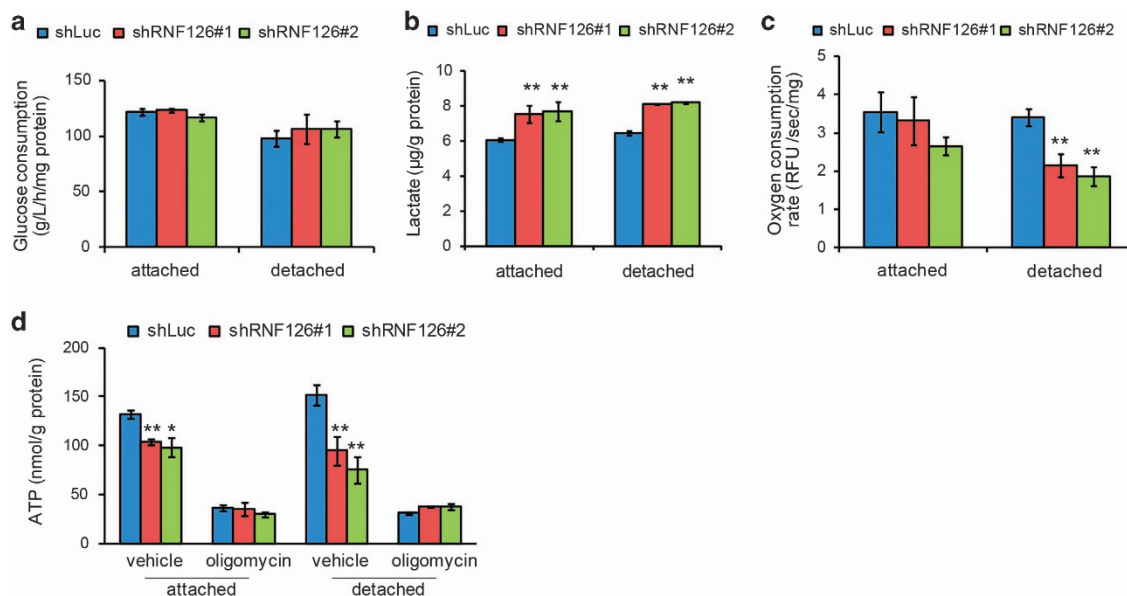 a
shLuc shRNF126#1 shRNF126#2
Glucose consumption
(g/L/h/mg protein)
150
100
50
0
attached detached
b
shLuc shRNF126#1 shRNF126#2
Lactate (µg/g protein)
10
8
6
4
2
0
** ** ** **
attached detached
c
shLuc shRNF126#1 shRNF126#2
Oxygen consumption
rate (RFU /sec/mg)
5
4
3
2
1
0
** **
attached detached
d
shLuc shRNF126#1 shRNF126#2
ATP (nmol/g protein)
200
150
100
50
0
** * ** **
vehicle oligomycin vehicle oligomycin
attached detached